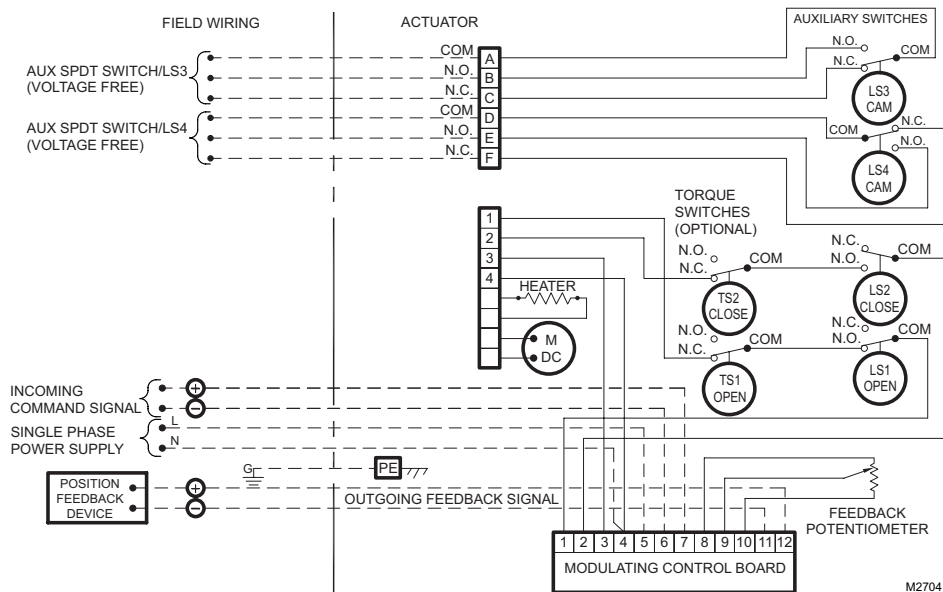 FIELD WIRING
ACTUATOR
AUXILIARY SWITCHES
AUX SPDT SWITCH/LS3
(VOLTAGE FREE)
AUX SPDT SWITCH/LS4
(VOLTAGE FREE)
COM
N.O.
N.C.
COM
N.O.
N.C.
A
B
C
D
E
F
N.O.
COM
N.C.
LS3
CAM
N.C.
COM
N.O.
LS4
CAM
TORQUE
SWITCHES
(OPTIONAL)
1
2
3
4
HEATER
M
DC
N.O.
COM
N.C.
TS2
CLOSE
N.C.
COM
N.O.
LS2
CLOSE
N.O.
COM
N.C.
TS1
OPEN
N.C.
COM
N.O.
LS1
OPEN
INCOMING
COMMAND SIGNAL
+
−
SINGLE PHASE
POWER SUPPLY
L
N
G
PE
POSITION
FEEDBACK
DEVICE
+
−
OUTGOING FEEDBACK SIGNAL
FEEDBACK
POTENTIOMETER
1 2 3 4 5 6 7 8 9 10 11 12
MODULATING CONTROL BOARD
M2704